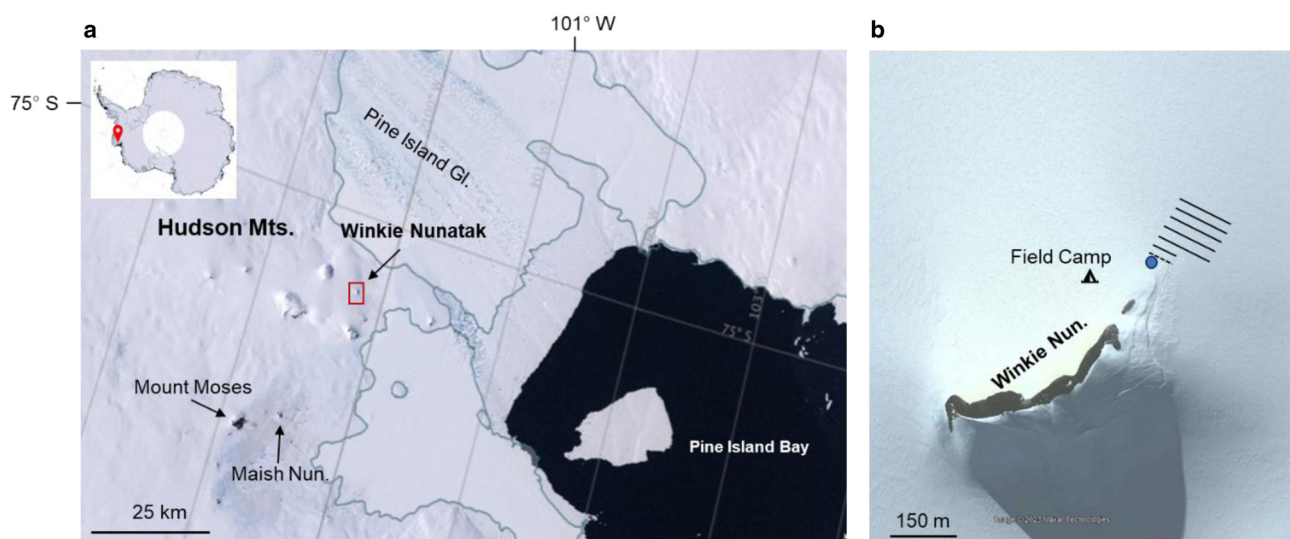 a
b
101° W
75° S
Pine Island Gl.
Hudson Mts.
Winkie Nunatak
103°
75° S
Mount Moses
Maish Nun.
Pine Island Bay
25 km
Field Camp
Winkie Nun.
150 m